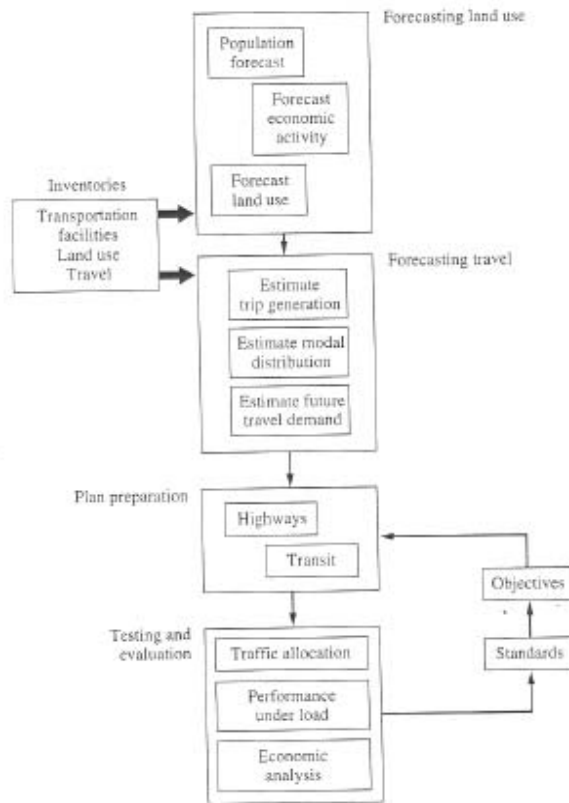 Forecasting land use
Population
forecast
Forecast
economic
activity
Forecast
land use
Inventories
Transportation
facilities
Land use
Travel
Forecasting travel
Estimate
trip generation
Estimate modal
distribution
Estimate future
travel demand
Plan preparation
Highways
Transit
Objectives
Standards
Testing and
evaluation
Traffic allocation
Performance
under load
Economic
analysis